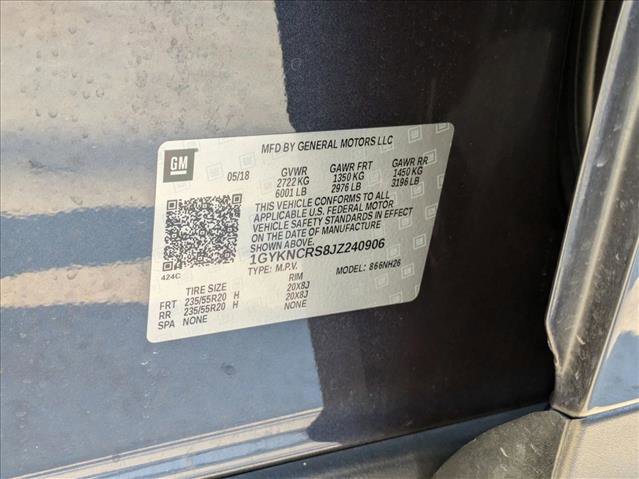 MFD BY GENERAL MOTORS LLC
GM
05/18
GVWR GAWR FRT GAWR RR
2722 KG 1350 KG 1450 KG
6001 LB 2976 LB 3196 LB
THIS VEHICLE CONFORMS TO ALL
APPLICABLE U.S. FEDERAL MOTOR
VEHICLE SAFETY STANDARDS IN EFFECT
ON THE DATE OF MANUFACTURE
SHOWN ABOVE.
1GYKNCRS8JZ240906
424C
TYPE: M.P.V. MODEL: 866NH26
TIRE SIZE RIM
FRT 235/55R20 H 20X8J
RR 235/55R20 H 20X8J
SPA NONE NONE